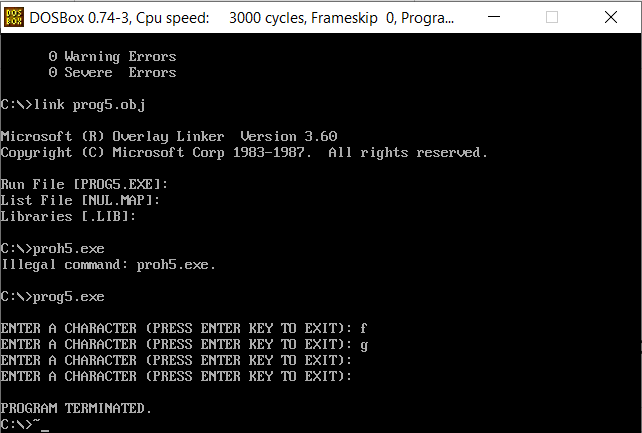 DOSBox 0.74-3, Cpu speed:    3000 cycles, Frameskip  0, Progra...
0 Warning Errors
0 Severe  Errors
C:\>link prog5.obj
Microsoft (R) Overlay Linker  Version 3.60
Copyright (C) Microsoft Corp 1983-1987.  All rights reserved.
Run File [PROG5.EXE]:
List File [NUL.MAP]:
Libraries [.LIB]:
C:\>proh5.exe
Illegal command: proh5.exe.
C:\>prog5.exe
ENTER A CHARACTER (PRESS ENTER KEY TO EXIT): f
ENTER A CHARACTER (PRESS ENTER KEY TO EXIT): g
ENTER A CHARACTER (PRESS ENTER KEY TO EXIT):
ENTER A CHARACTER (PRESS ENTER KEY TO EXIT):
PROGRAM TERMINATED.
C:\>~_